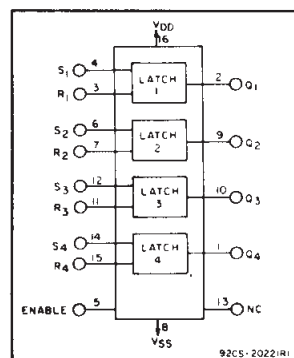 VDD
16
S1 4 LATCH 1 2 Q1
R1 3
S2 6 LATCH 2 9 Q2
R2 7
S3 12 LATCH 3 10 Q3
R3 11
S4 14 LATCH 4 1 Q4
R4 15
ENABLE 5 13 NC
8
VSS
92CS-20221R1